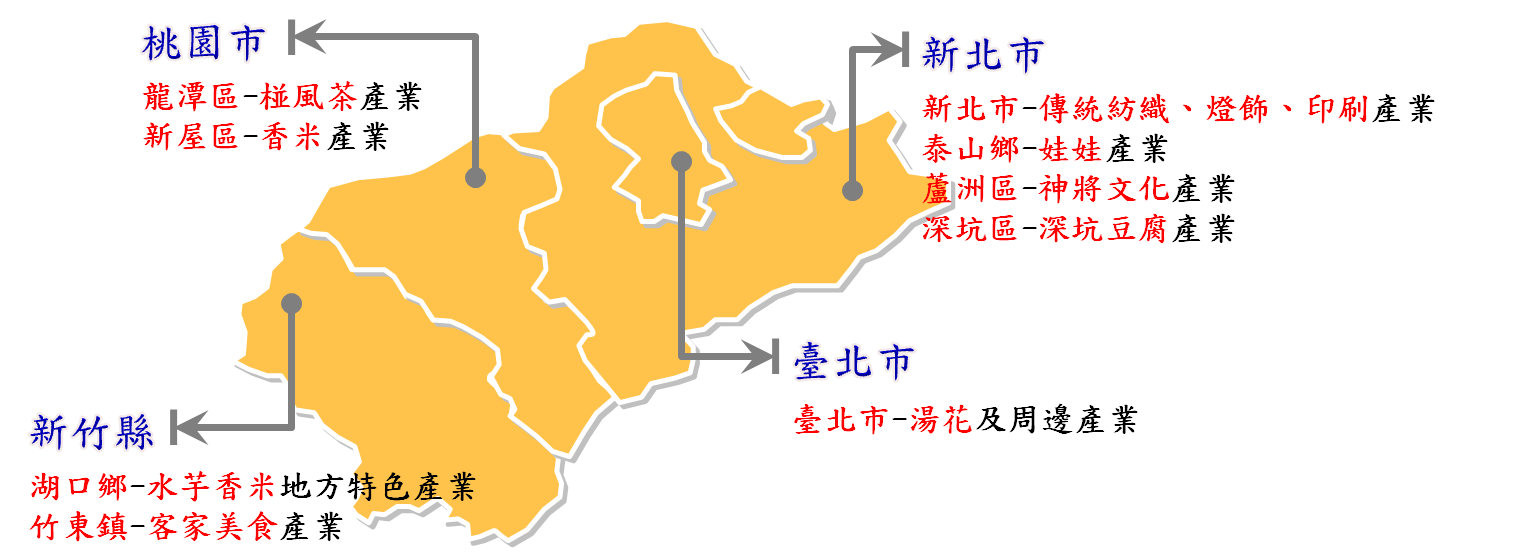 桃園市
龍潭區-椪風茶產業
新屋區-香米產業
新北市
新北市-傳統紡織、燈飾、印刷產業
泰山鄉-娃娃產業
蘆洲區-神將文化產業
深坑區-深坑豆腐產業
臺北市
臺北市-湯花及周邊產業
新竹縣
湖口鄉-水芋香米地方特色產業
竹東鎮-客家美食產業